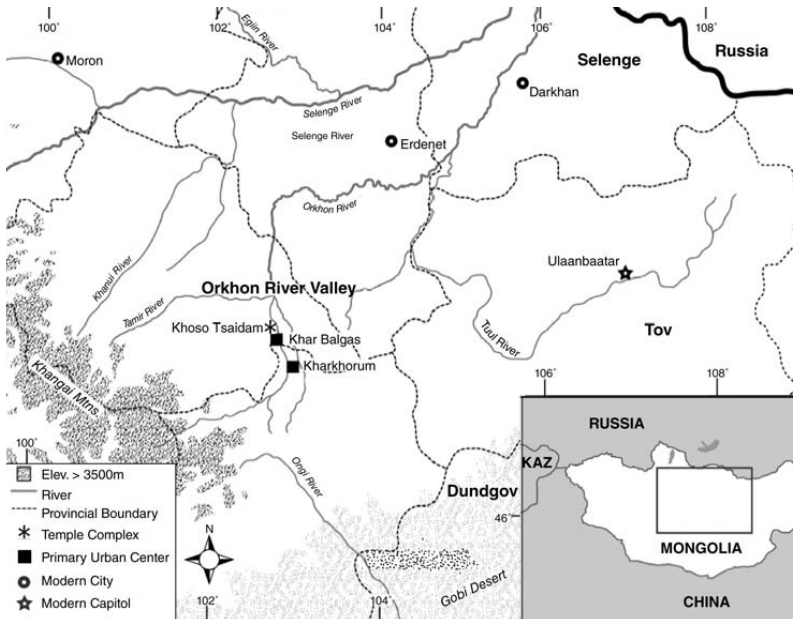 100
102
104
106
108
Egiin River
Russia
Selenge
Moron
Darkhan
Selenge River
Selenge River
Erdenet
Orkhon River
Khanui River
Ulaanbaatar
Orkhon River Valley
Tamir River
Khoso Tsaidam
Khar Balgas
Tuul River
Tov
Kharkhorum
Khangai Mtns.
106
108
RUSSIA
100°
KAZ
Elev. > 3500m
River
Provincial Boundary
Temple Complex
Primary Urban Center
Modern City
Modern Capitol
N
Ongi River
Dundgov
46°
MONGOLIA
Gobi Desert
CHINA
102
104